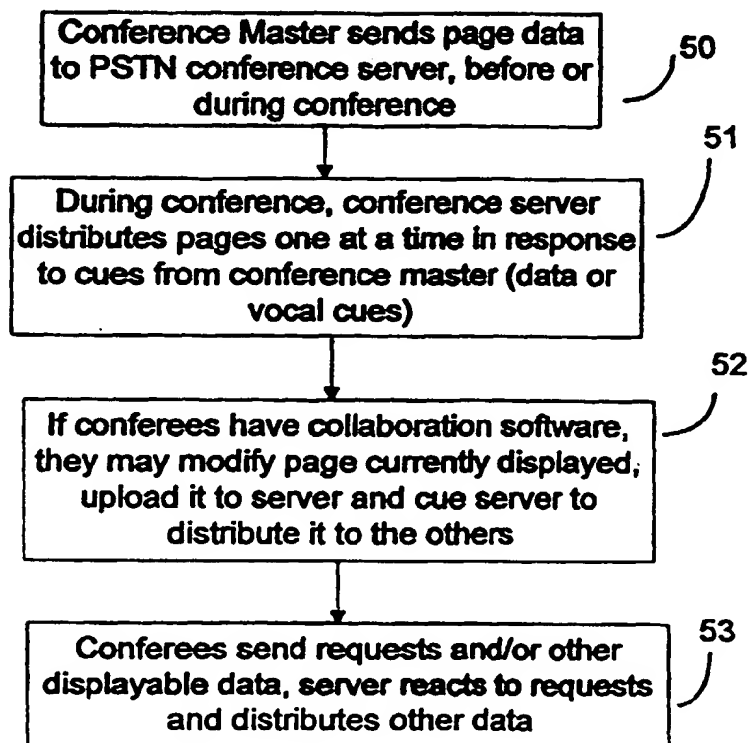 Conference Master sends page data
to PSTN conference server, before or
during conference
50
During conference, conference server
distributes pages one at a time in response
to cues from conference master (data or
vocal cues)
51
If conferees have collaboration software,
they may modify page currently displayed,
upload it to server and cue server to
distribute it to the others
52
Conferees send requests and/or other
displayable data, server reacts to requests
and distributes other data
53